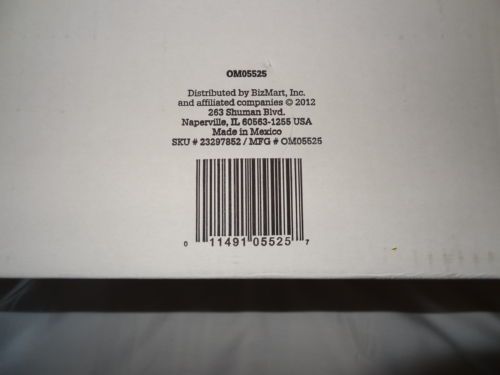 OM05525
Distributed by BizMart, Inc.
and affiliated companies © 2012
263 Shuman Blvd.
Naperville, IL 60563-1255 USA
Made in Mexico
SKU # 23297852 / MFG # OM05525
0 11491 05525 7